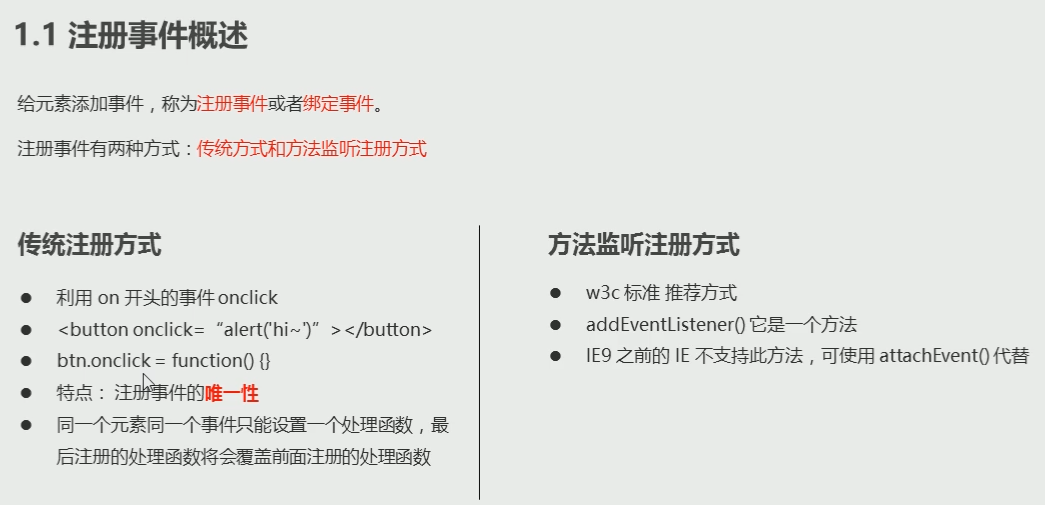 1.1 注册事件概述
给元素添加事件，称为注册事件或者绑定事件。
注册事件有两种方式：传统方式和方法监听注册方式
传统注册方式
● 利用 on 开头的事件 onclick
● <button onclick= “alert('hi~')” ></button>
● btn.onclick = function() {}
● 特点： 注册事件的唯一性
● 同一个元素同一个事件只能设置一个处理函数，最
后注册的处理函数将会覆盖前面注册的处理函数
方法监听注册方式
● w3c 标准 推荐方式
● addEventListener() 它是一个方法
● IE9 之前的 IE 不支持此方法，可使用 attachEvent() 代替